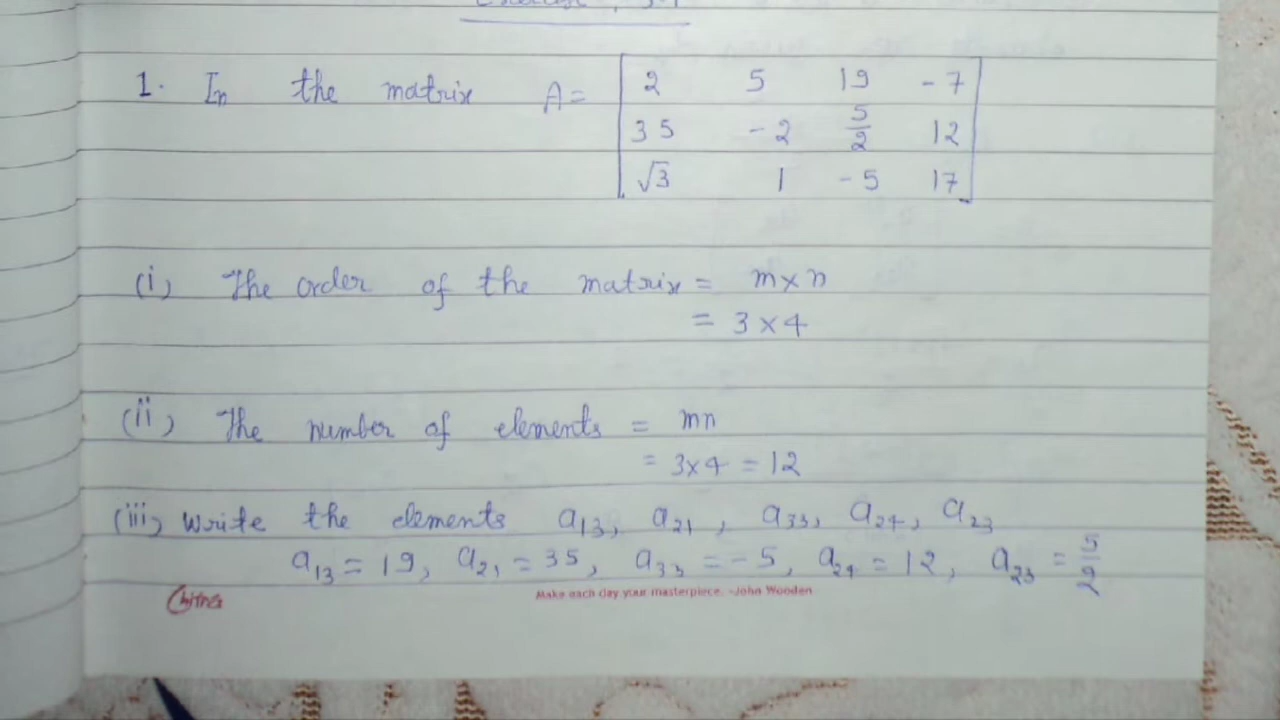 1. In the matrix A = [2 5 19 -7
35 -2 5/2 12
√3 1 -5 17]
(i) The order of the matrix = m×n
= 3×4
(ii) The number of elements = mn
= 3×4 = 12
(iii) Write the elements a13, a21, a33, a24, a23
a13 = 19, a21 = 35, a33 = -5, a24 = 12, a23 = 5/2
Make each day your masterpiece. -John Wooden